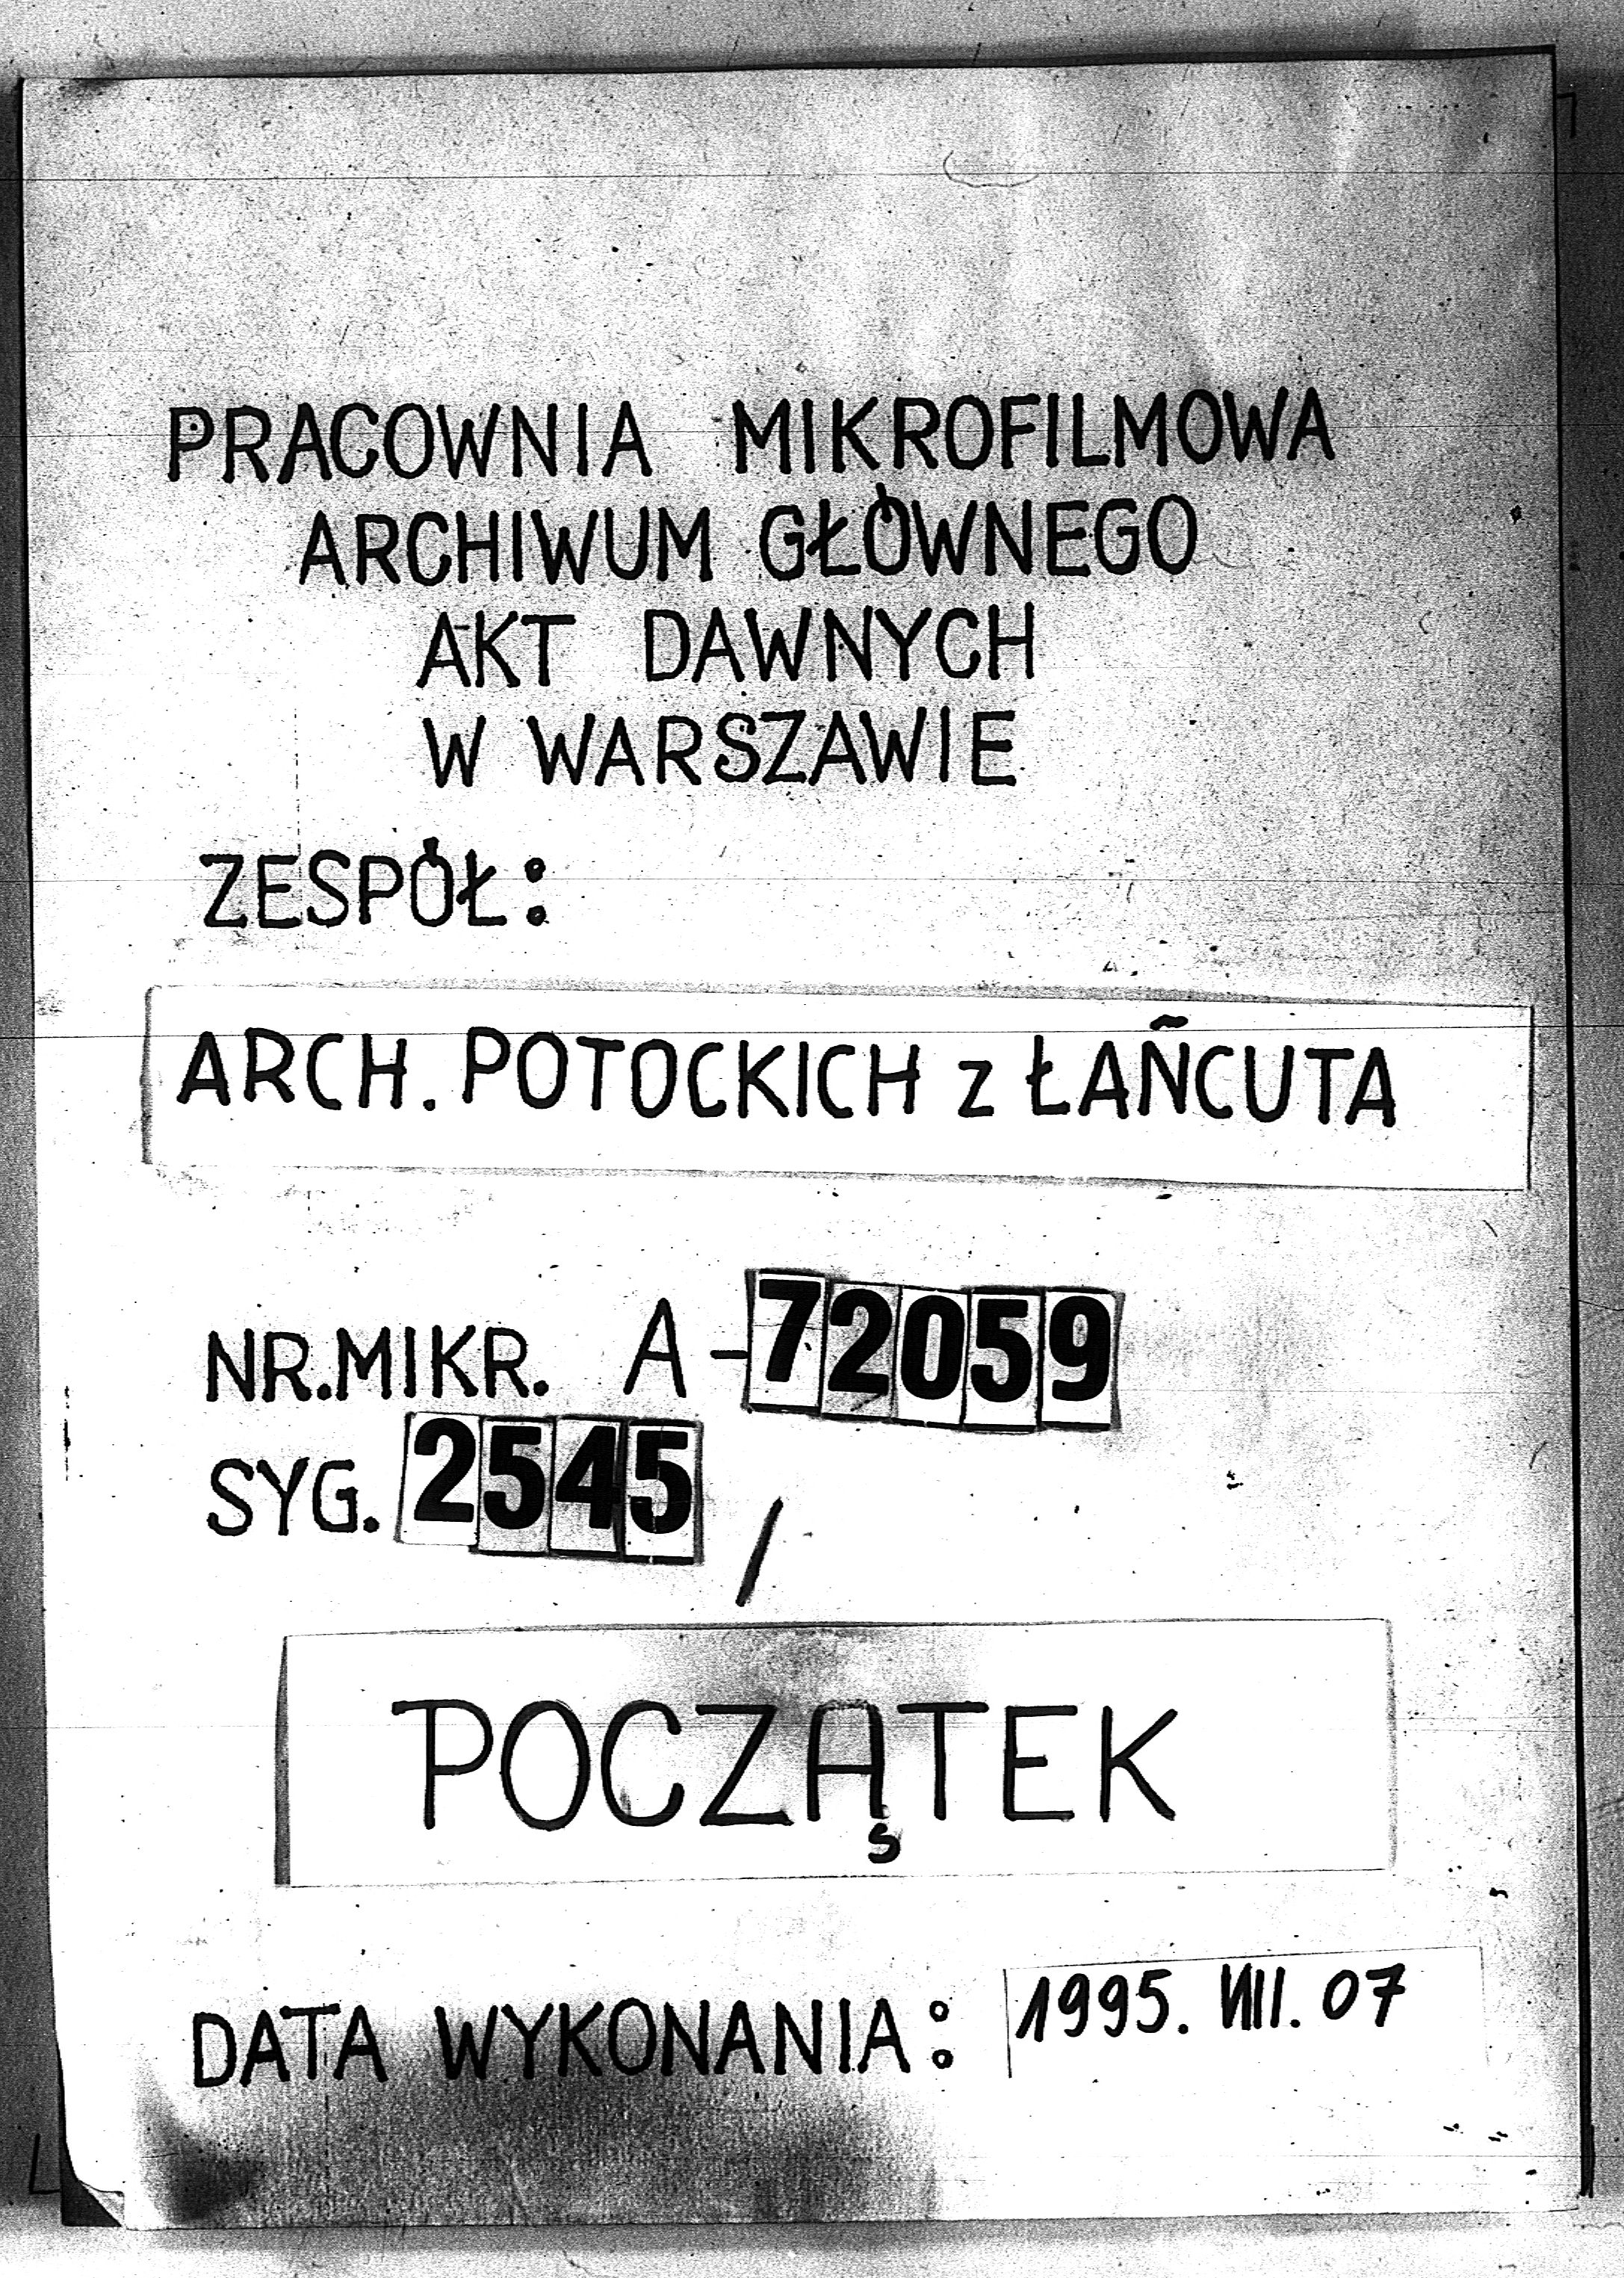 PRACOWNIA MIKROFILMOWA
ARCHIWUM GŁÓWNEGO
AKT DAWNYCH
W WARSZAWIE
ZESPÓŁ:
ARCH. POTOCKICH z ŁAŃCUTA
NR.MIKR. A-72059
SYG. 2545 /
POCZĄTEK
DATA WYKONANIA: 1995. VIII. 07